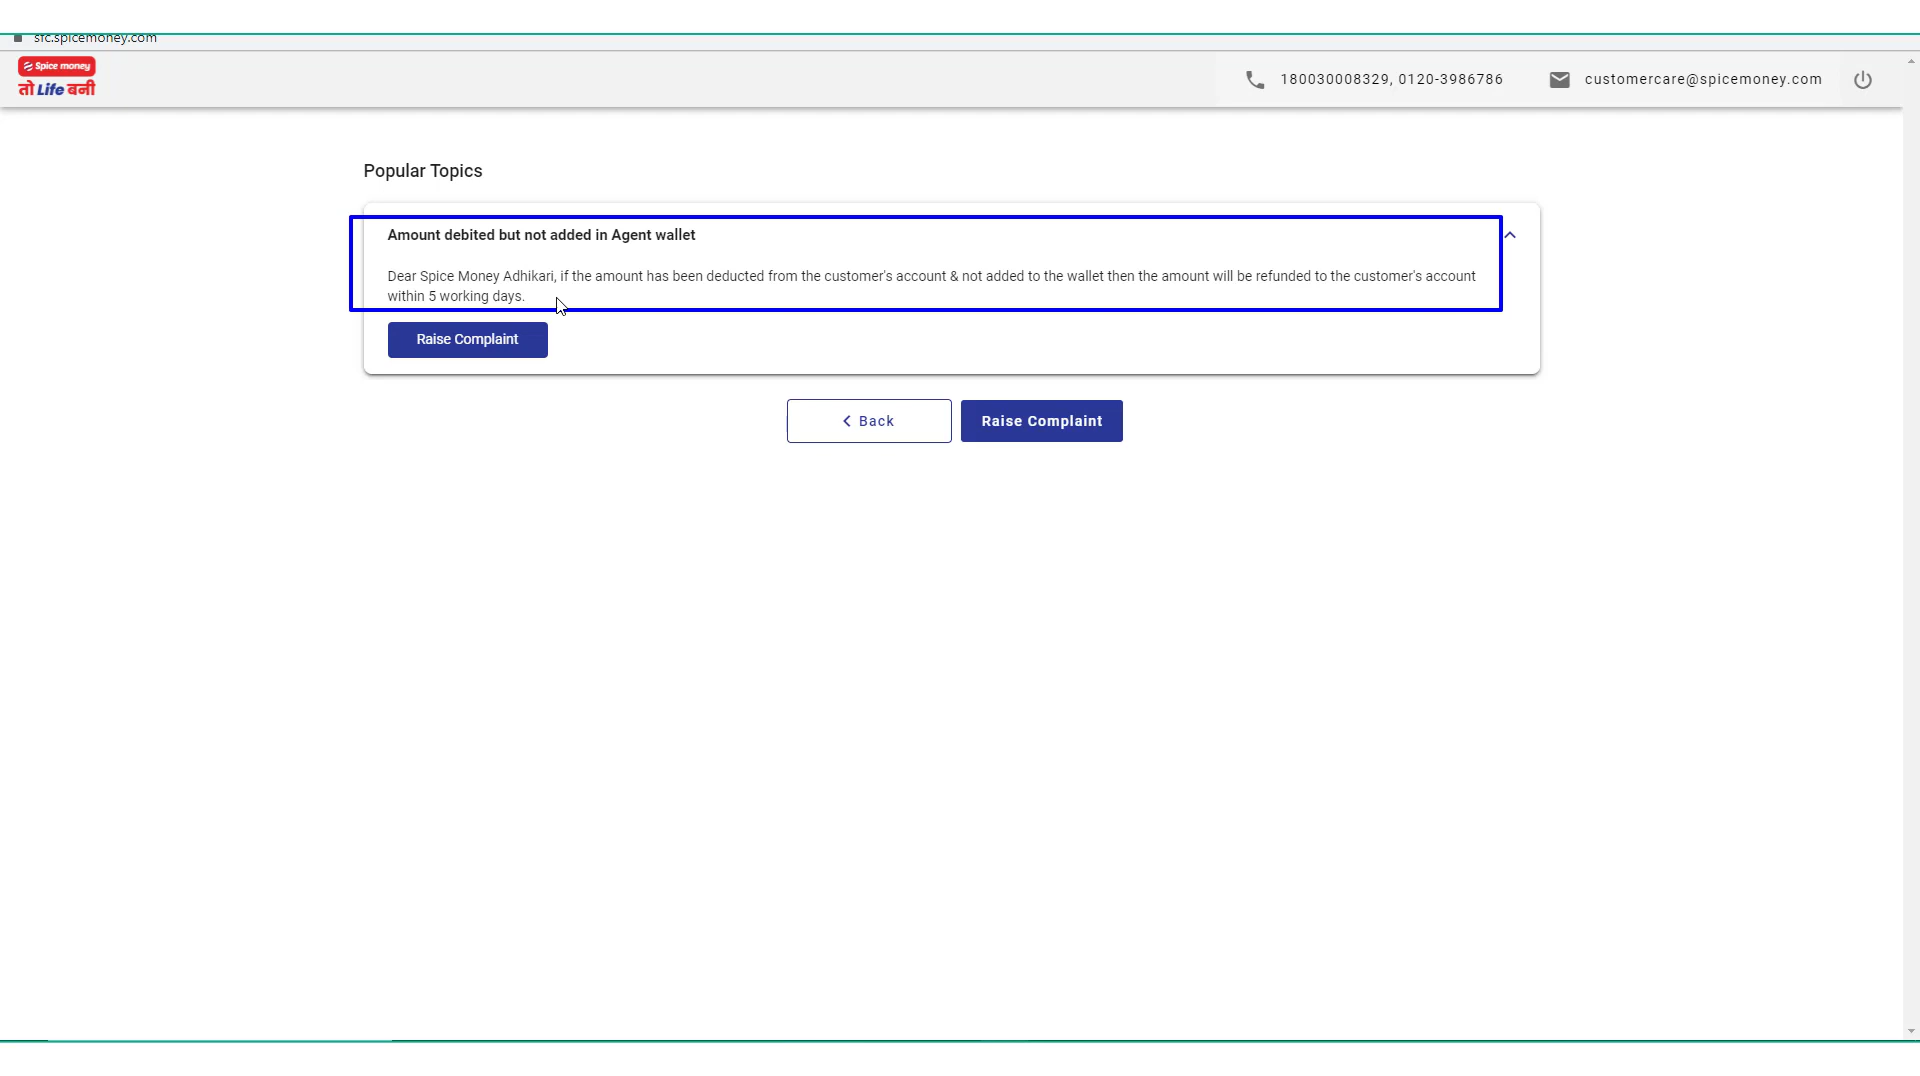 sfc.spicemoney.com
Spice money
तो Life बनी
180030008329, 0120-3986786
customercare@spicemoney.com
Popular Topics
Amount debited but not added in Agent wallet
Dear Spice Money Adhikari, if the amount has been deducted from the customer's account & not added to the wallet then the amount will be refunded to the customer's account
within 5 working days.
Raise Complaint
Back
Raise Complaint